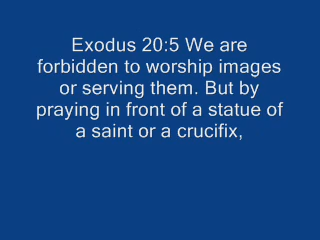 Exodus 20:5 We are
forbidden to worship images
or serving them. But by
praying in front of a statue of
a saint or a crucifix,